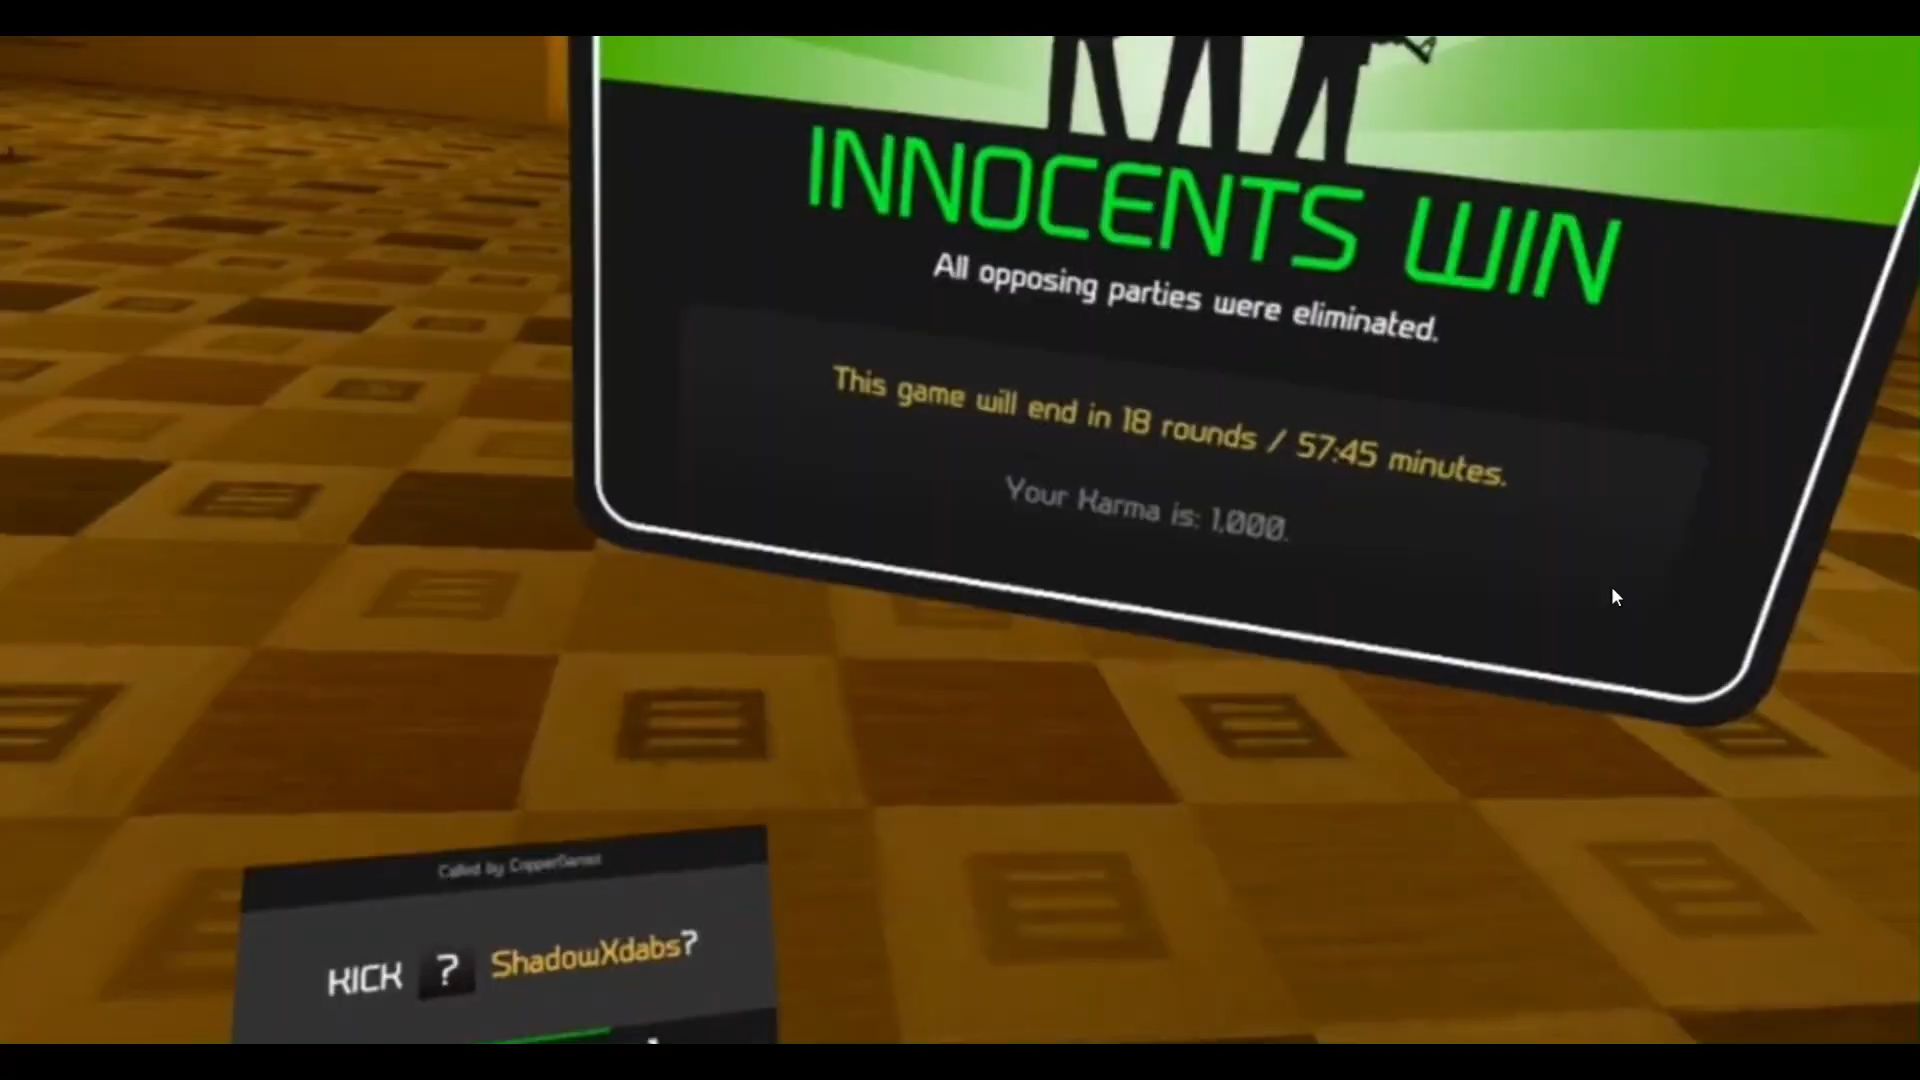 INNOCENTS WIN
All opposing parties were eliminated.
This game will end in 18 rounds / 57:45 minutes.
Your Karma is: 1,000.
Called by
KICK ? ShadowXdabs?